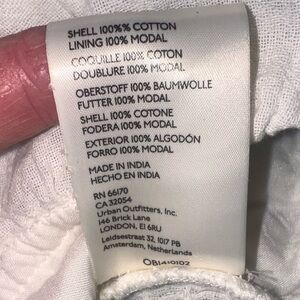 SHELL 100%% COTTON
LINING 100% MODAL
COQUILLE 100% COTON
DOUBLURE 100% MODAL
OBERSTOFF 100% BAUMWOLLE
FUTTER 100% MODAL
SHELL 100% COTONE
FODERA 100% MODAL
EXTERIOR 100% ALGODÓN
FORRO 100% MODAL
MADE IN INDIA
HECHO EN INDIA
RN 66170
CA 32054
Urban Outfitters, Inc.
146 Brick Lane
LONDON, E1 6RU
Leidsestraat 32, 1017 PB
Amsterdam, Netherlands
OB1410102